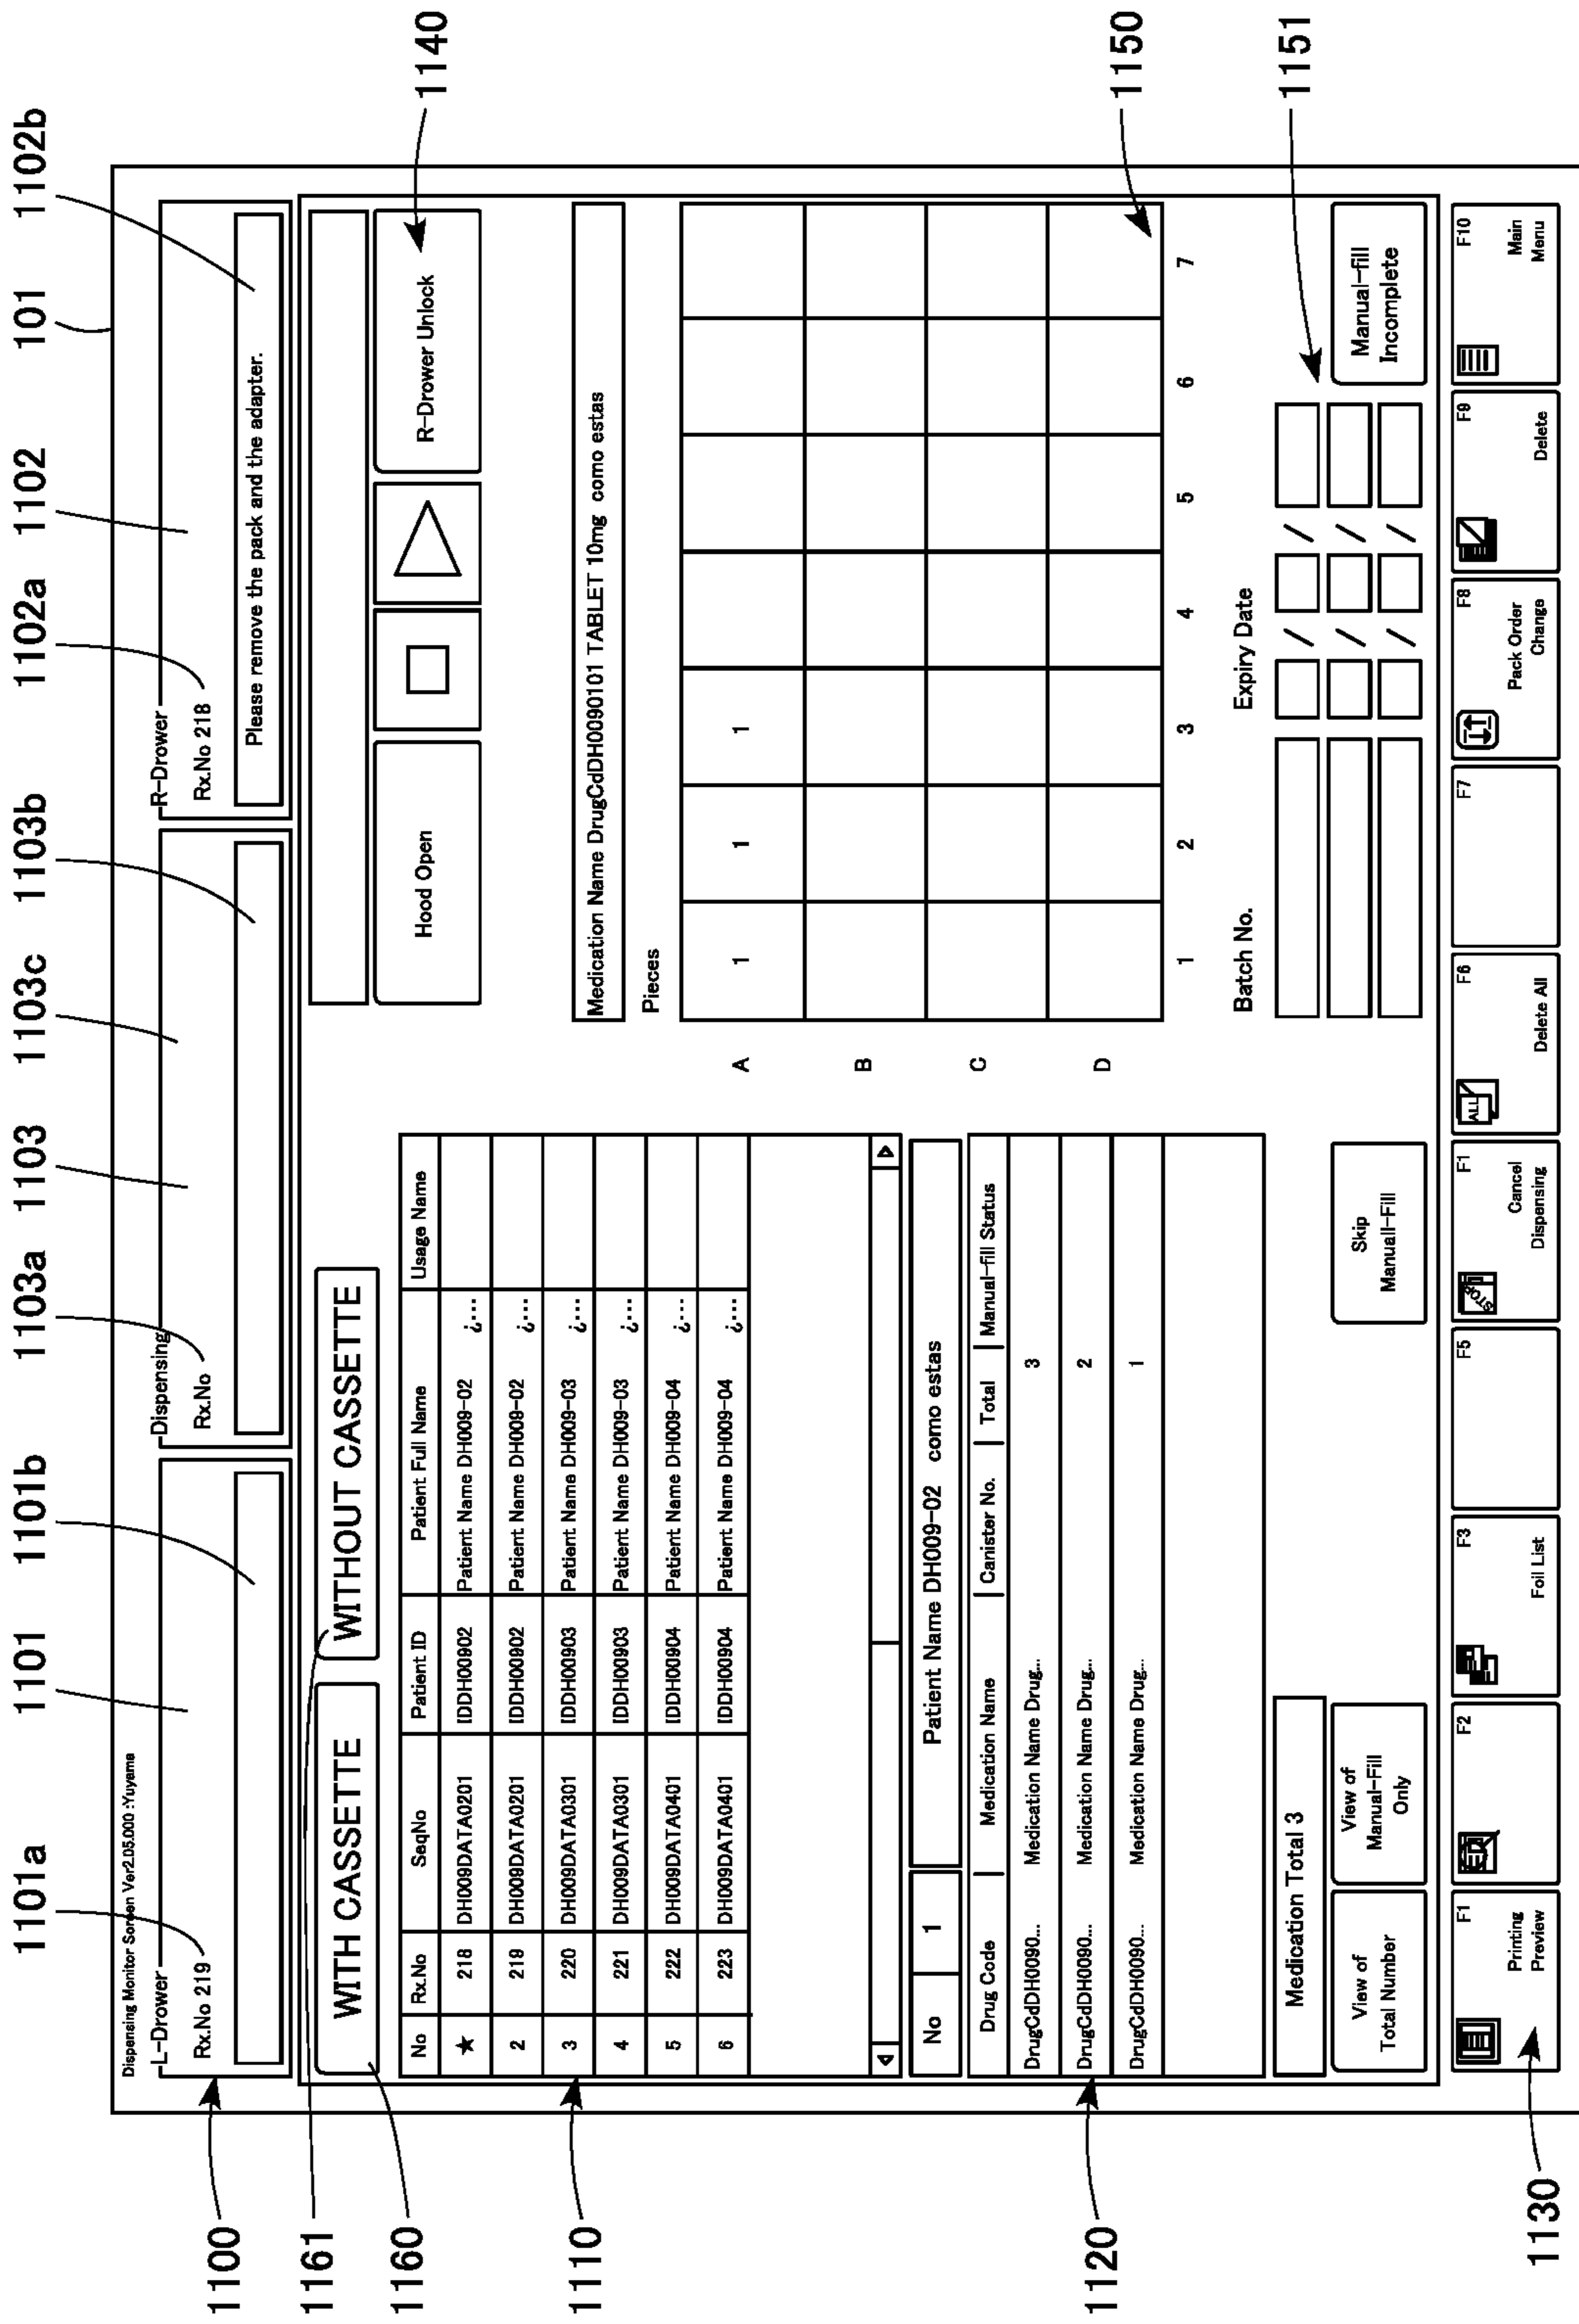 1101a 1101 1101b 1103a 1103 1103c 1103b 1102a 1102 101 1102b
1100
1161
1160
1110
1120
1130
1140
1150
1151
Dispensing Monitor Soreen Ver2.05.000 :Yuyame
L-Drower
Rx.No 219
Dispensing
Rx.No
R-Drower
Rx.No 218
Please remove the pack and the adapter.
WITH CASSETTE
WITHOUT CASSETTE
No Rx.No SeqNo Patient ID Patient Full Name Usage Name
★ 218 DH009DATA0201 IDDH00902 Patient Name DH009-02 ¿...
2 219 DH009DATA0201 IDDH00902 Patient Name DH009-02 ¿...
3 220 DH009DATA0301 IDDH00903 Patient Name DH009-03 ¿...
4 221 DH009DATA0301 IDDH00903 Patient Name DH009-03 ¿...
5 222 DH009DATA0401 IDDH00904 Patient Name DH009-04 ¿...
6 223 DH009DATA0401 IDDH00904 Patient Name DH009-04 ¿...
No 1 Patient Name DH009-02 como estas
Drug Code Medication Name Canister No. Total Manual-fill Status
DrugCdDH0090... Medication Name Drug... 3
DrugCdDH0090... Medication Name Drug... 2
DrugCdDH0090... Medication Name Drug... 1
Medication Total 3
View of
Total Number
View of
Manual-Fill
Only
Skip
Manuall-Fill
Hood Open
R-Drower Unlock
Medication Name DrugCdDH0090101 TABLET 10mg como estas
Pieces
A 1 1 1
B
C
D
1 2 3 4 5 6 7
Batch No. Expiry Date
/ /
/ /
/ /
Manual-fill
Incomplete
F1
Printing
Preview
F2
F3
Foil List
F5
F1
STOP
Cancel
Dispensing
F6
ALL
Delete All
F7
F8
Pack Order
Change
F9
Delete
F10
Main
Menu